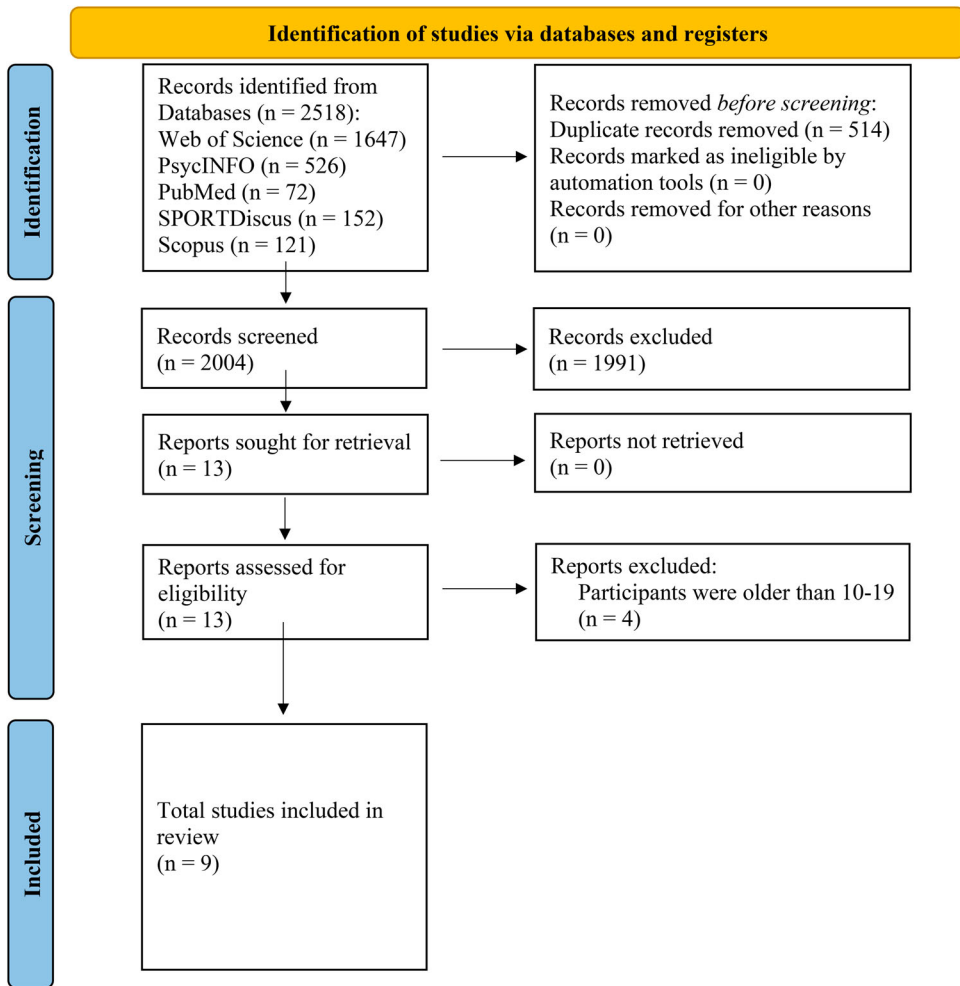 Identification of studies via databases and registers
Identification
Records identified from
Databases (n = 2518):
Web of Science (n = 1647)
PsycINFO (n = 526)
PubMed (n = 72)
SPORTDiscus (n = 152)
Scopus (n = 121)
Records removed before screening:
Duplicate records removed (n = 514)
Records marked as ineligible by
automation tools (n = 0)
Records removed for other reasons
(n = 0)
Screening
Records screened
(n = 2004)
Records excluded
(n = 1991)
Reports sought for retrieval
(n = 13)
Reports not retrieved
(n = 0)
Reports assessed for
eligibility
(n = 13)
Reports excluded:
Participants were older than 10-19
(n = 4)
Included
Total studies included in
review
(n = 9)